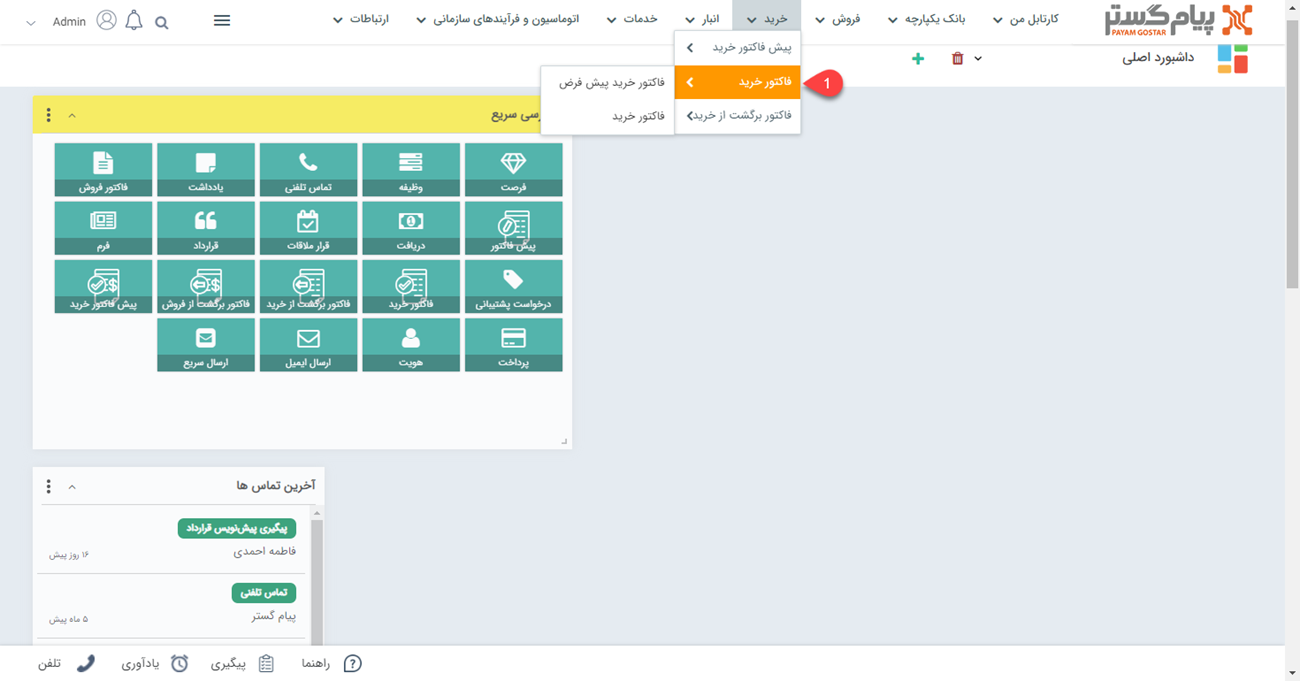 پیام گستر
PAYAM GOSTAR
کارتابل من
بانک یکپارچه
فروش
خرید
انبار
خدمات
اتوماسیون و فرآیندهای سازمانی
ارتباطات
Admin
داشبورد اصلی
پیش فاکتور خرید
فاکتور خرید
فاکتور برگشت از خرید
1
فاکتور خرید پیش فرض
فاکتور خرید
سریع
فرصت
وظیفه
تماس تلفنی
یادداشت
فاکتور فروش
پیش فاکتور
دریافت
قرار ملاقات
قرارداد
فرم
درخواست پشتیبانی
فاکتور خرید
فاکتور برگشت از خرید
فاکتور برگشت از فروش
پیش فاکتور خرید
پرداخت
هویت
ارسال ایمیل
ارسال سریع
آخرین تماس ها
پیگیری پیش‌نویس قرارداد
فاطمه احمدی
۱۶ روز پیش
تماس تلفنی
پیام گستر
۵ ماه پیش
راهنما
پیگیری
یادآوری
تلفن